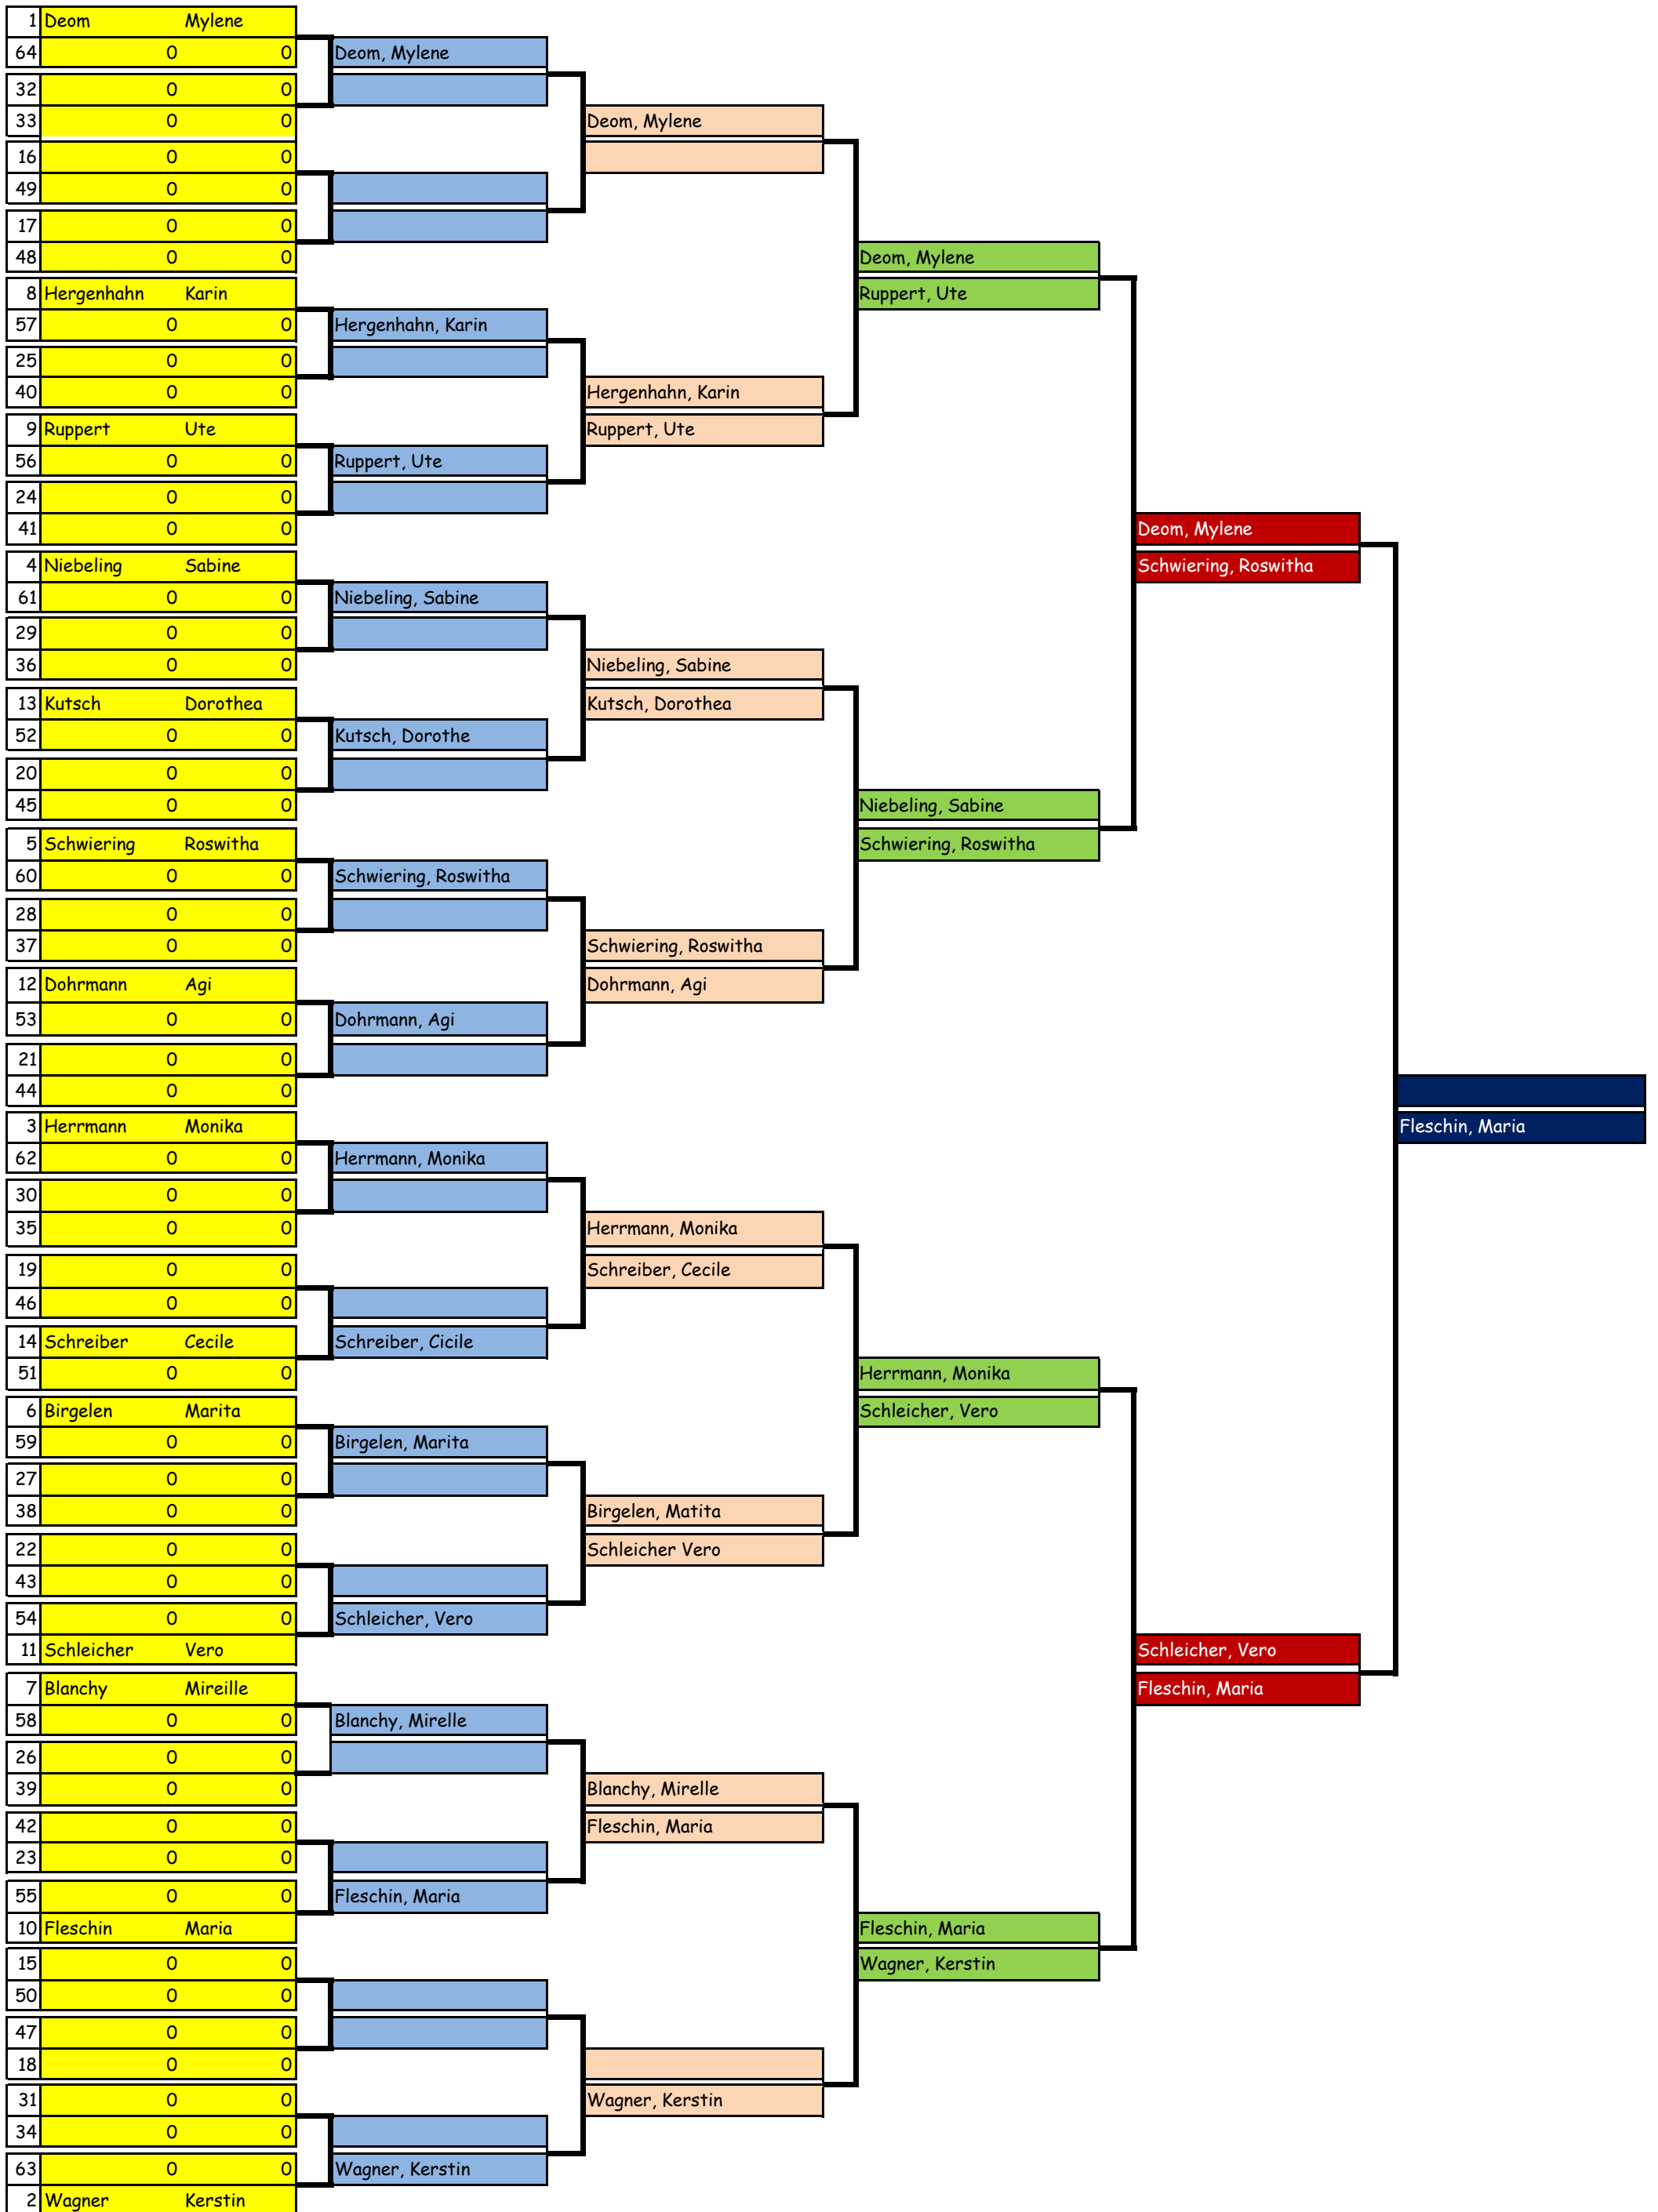 1 Deom Mylene
64 0 0 Deom, Mylene
32 0 0
33 0 0 Deom, Mylene
16 0 0
49 0 0
17 0 0
48 0 0 Deom, Mylene
8 Hergenhahn Karin Ruppert, Ute
57 0 0 Hergenhahn, Karin
25 0 0
40 0 0 Hergenhahn, Karin
9 Ruppert Ute Ruppert, Ute
56 0 0 Ruppert, Ute
24 0 0
41 0 0 Deom, Mylene
4 Niebeling Sabine Schwiering, Roswitha
61 0 0 Niebeling, Sabine
29 0 0
36 0 0 Niebeling, Sabine
13 Kutsch Dorothea Kutsch, Dorothea
52 0 0 Kutsch, Dorothe
20 0 0
45 0 0 Niebeling, Sabine
5 Schwiering Roswitha Schwiering, Roswitha
60 0 0 Schwiering, Roswitha
28 0 0
37 0 0 Schwiering, Roswitha
12 Dohrmann Agi Dohrmann, Agi
53 0 0 Dohrmann, Agi
21 0 0
44 0 0
3 Herrmann Monika Fleschin, Maria
62 0 0 Herrmann, Monika
30 0 0
35 0 0 Herrmann, Monika
19 0 0 Schreiber, Cecile
46 0 0
14 Schreiber Cecile Schreiber, Cicile
51 0 0 Herrmann, Monika
6 Birgelen Marita Schleicher, Vero
59 0 0 Birgelen, Marita
27 0 0
38 0 0 Birgelen, Matita
22 0 0 Schleicher Vero
43 0 0
54 0 0 Schleicher, Vero
11 Schleicher Vero Schleicher, Vero
7 Blanchy Mireille Fleschin, Maria
58 0 0 Blanchy, Mirelle
26 0 0
39 0 0 Blanchy, Mirelle
42 0 0 Fleschin, Maria
23 0 0
55 0 0 Fleschin, Maria
10 Fleschin Maria Fleschin, Maria
15 0 0 Wagner, Kerstin
50 0 0
47 0 0
18 0 0
31 0 0 Wagner, Kerstin
34 0 0
63 0 0 Wagner, Kerstin
2 Wagner Kerstin